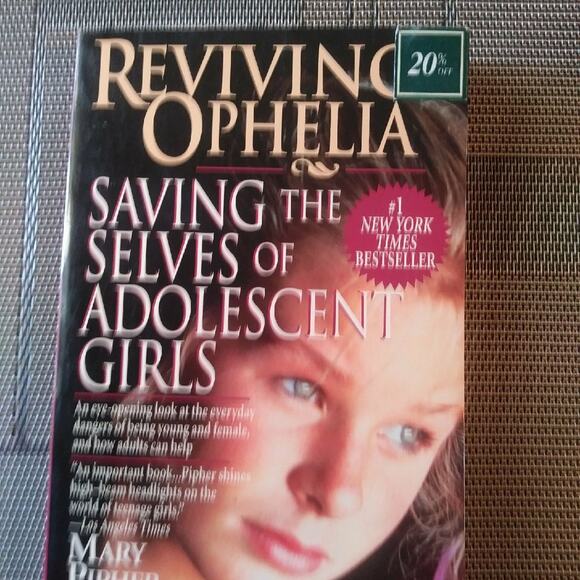 REVIVING
OPHELIA
20% OFF
SAVING THE
SELVES OF
ADOLESCENT
GIRLS
#1
NEW YORK
TIMES
BESTSELLER
An eye-opening look at the everyday
dangers of being young and female,
and how adults can help
"An important book...Pipher shines
high-beam headlights on the
world of teenage girls."
—Los Angeles Times
MARY
PIPHER